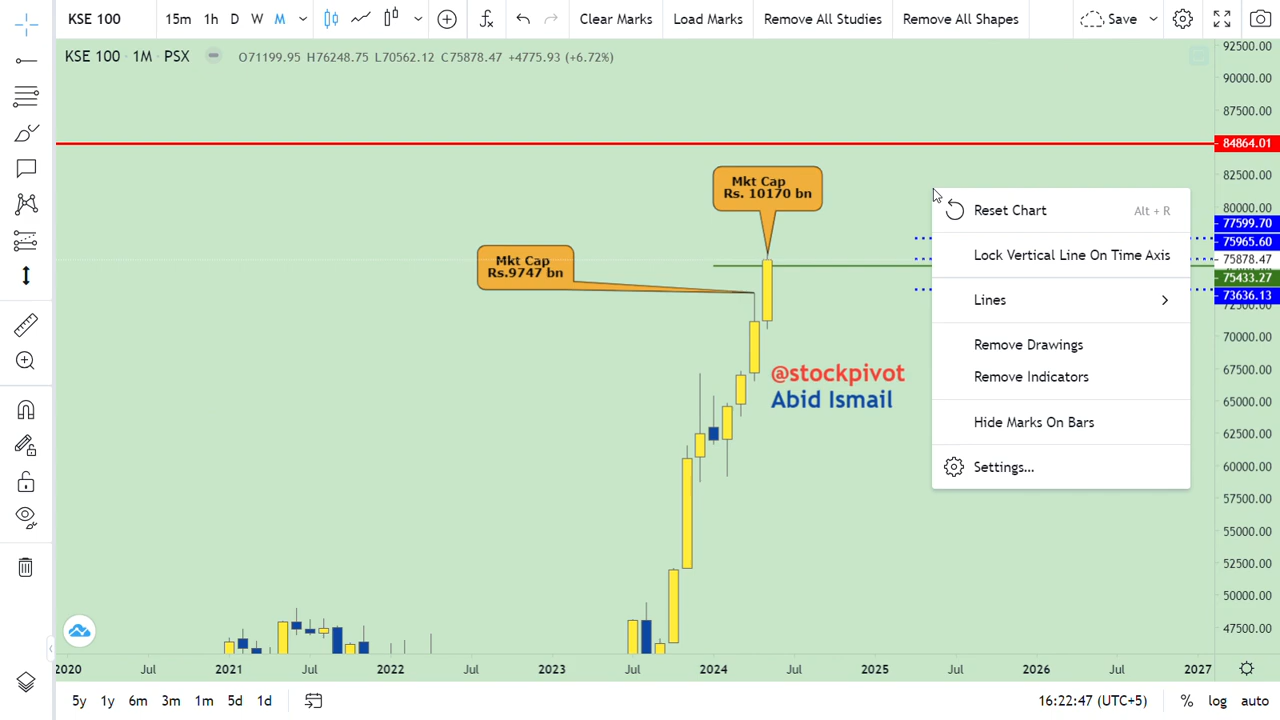 KSE 100
15m
1h
D
W
M
Clear Marks
Load Marks
Remove All Studies
Remove All Shapes
Save
KSE 100 1M PSX
O71199.95 H76248.75 L70562.12 C75878.47 +4775.93 (+6.72%)
Mkt Cap
Rs. 10170 bn
Mkt Cap
Rs.9747 bn
@stockpivot
Abid Ismail
Reset Chart Alt + R
Lock Vertical Line On Time Axis
Lines
Remove Drawings
Remove Indicators
Hide Marks On Bars
Settings...
92500.00
90000.00
87500.00
84864.01
82500.00
80000.00
77599.70
75965.60
75878.47
75433.27
73636.13
70000.00
67500.00
65000.00
62500.00
60000.00
57500.00
55000.00
52500.00
50000.00
47500.00
2020 Jul 2021 Jul 2022 Jul 2023 Jul 2024 Jul 2025 Jul 2026 Jul 2027
5y 1y 6m 3m 1m 5d 1d
16:22:47 (UTC+5) % log auto